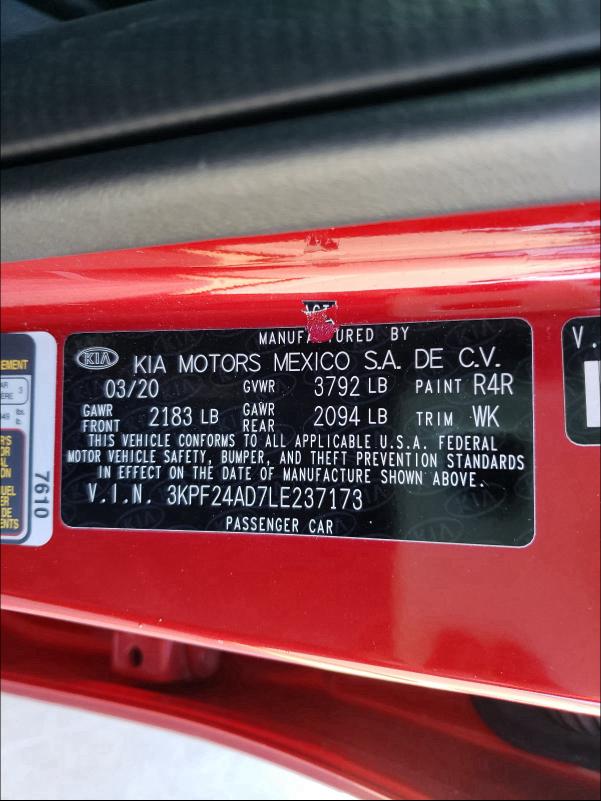 MANUFACTURED BY
KIA KIA MOTORS MEXICO S.A. DE C.V.
03/20 GVWR 3792 LB PAINT R4R
GAWR FRONT 2183 LB GAWR REAR 2094 LB TRIM WK
THIS VEHICLE CONFORMS TO ALL APPLICABLE U.S.A. FEDERAL
MOTOR VEHICLE SAFETY, BUMPER, AND THEFT PREVENTION STANDARDS
IN EFFECT ON THE DATE OF MANUFACTURE SHOWN ABOVE.
V.I.N. 3KPF24AD7LE237173
PASSENGER CAR
7610
V.